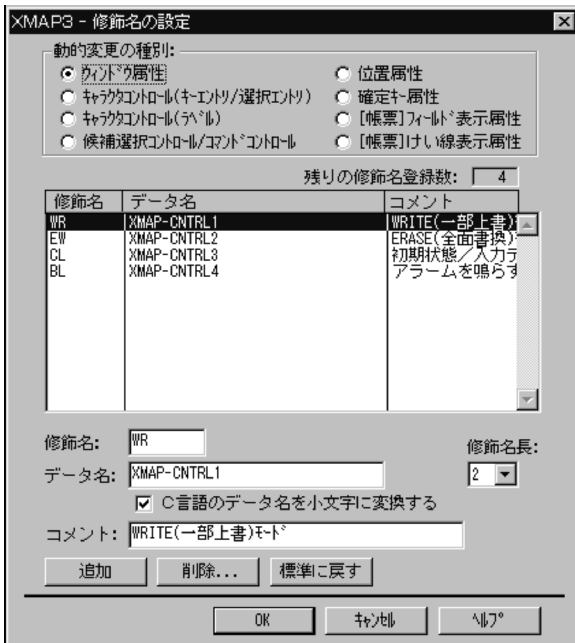 XMAP3 - 修飾名の設定
動的変更の種別:
ｳｨﾝﾄﾞｳ属性
位置属性
ｷｬﾗｸﾀｺﾝﾄﾛｰﾙ(ｷｰｴﾝﾄﾘ/選択ｴﾝﾄﾘ)
確定ｷｰ属性
ｷｬﾗｸﾀｺﾝﾄﾛｰﾙ(ﾗﾍﾞﾙ)
[帳票]ﾌｨｰﾙﾄﾞ表示属性
候補選択ｺﾝﾄﾛｰﾙ/ｺﾏﾝﾄﾞｺﾝﾄﾛｰﾙ
[帳票]けい線表示属性
残りの修飾名登録数: 4
修飾名 データ名 コメント
WR XMAP-CNTRL1 WRITE(一部上書)ﾓ
EW XMAP-CNTRL2 ERASE(全面書換)ﾓ
CL XMAP-CNTRL3 初期状態／入力デ
BL XMAP-CNTRL4 アラームを鳴らす
修飾名: WR
修飾名長:
データ名: XMAP-CNTRL1
2
C言語のデータ名を小文字に変換する
コメント: WRITE(一部上書)ﾓｰﾄﾞ
追加 削除... 標準に戻す
OK ｷｬﾝｾﾙ ﾍﾙﾌﾟ